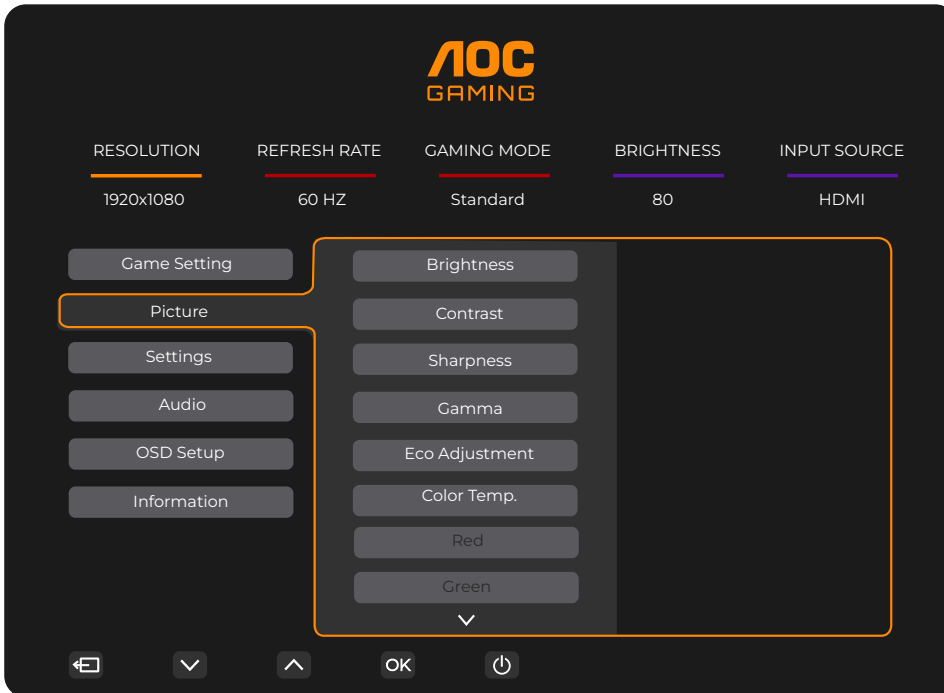 AOC
GAMING
RESOLUTION REFRESH RATE GAMING MODE BRIGHTNESS INPUT SOURCE
1920x1080 60 HZ Standard 80 HDMI
Game Setting
Picture
Settings
Audio
OSD Setup
Information
Brightness
Contrast
Sharpness
Gamma
Eco Adjustment
Color Temp.
Red
Green
OK